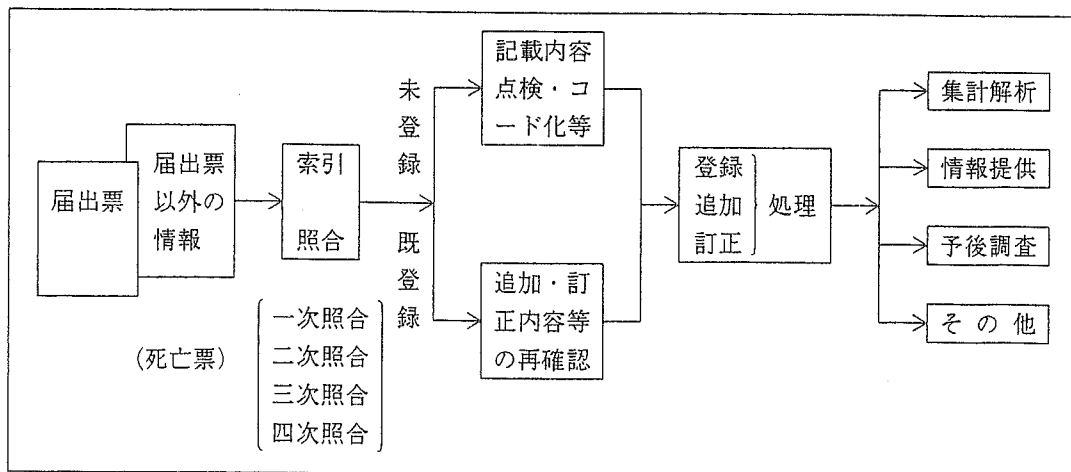 届出票
届出票
以外の
情報
(死亡票)
索引
照合
一次照合
二次照合
三次照合
四次照合
未登録
既登録
記載内容
点検・コ
ード化等
追加・訂
正内容等
の再確認
登録
追加
訂正
処理
集計解析
情報提供
予後調査
その他